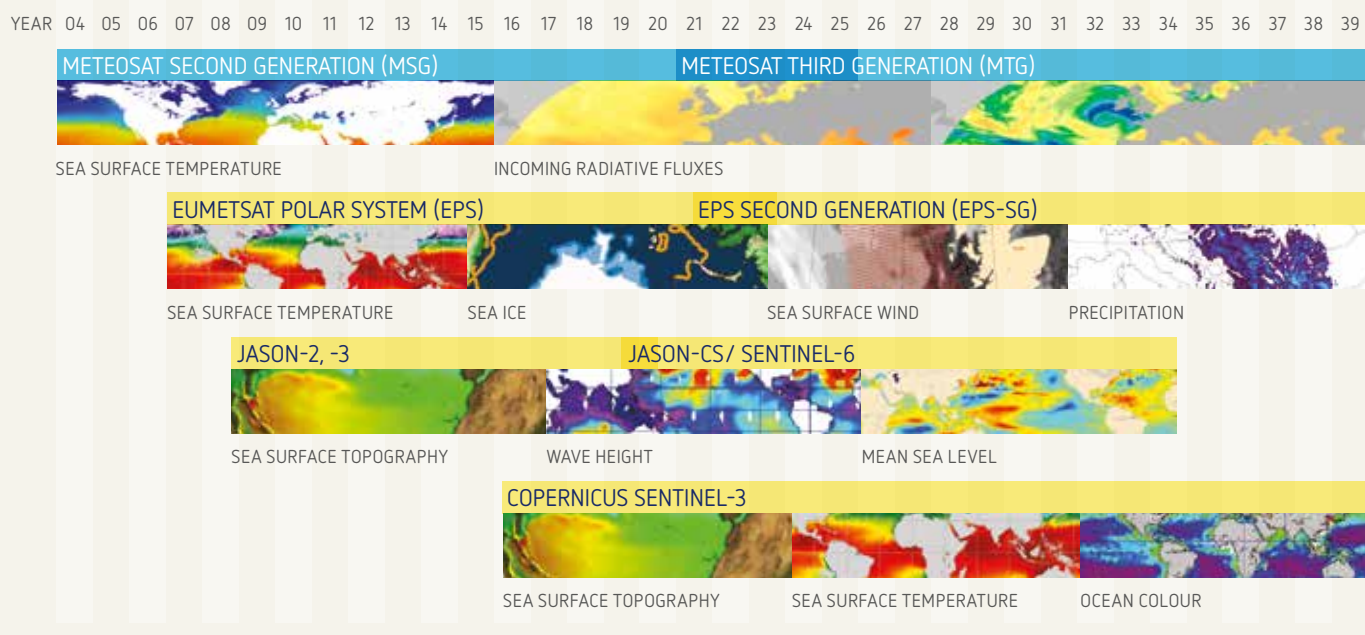 YEAR 04 05 06 07 08 09 10 11 12 13 14 15 16 17 18 19 20 21 22 23 24 25 26 27 28 29 30 31 32 33 34 35 36 37 38 39
METEOSAT SECOND GENERATION (MSG) METEOSAT THIRD GENERATION (MTG)
SEA SURFACE TEMPERATURE INCOMING RADIATIVE FLUXES
EUMETSAT POLAR SYSTEM (EPS) EPS SECOND GENERATION (EPS-SG)
SEA SURFACE TEMPERATURE SEA ICE SEA SURFACE WIND PRECIPITATION
JASON-2, -3 JASON-CS/ SENTINEL-6
SEA SURFACE TOPOGRAPHY WAVE HEIGHT MEAN SEA LEVEL
COPERNICUS SENTINEL-3
SEA SURFACE TOPOGRAPHY SEA SURFACE TEMPERATURE OCEAN COLOUR